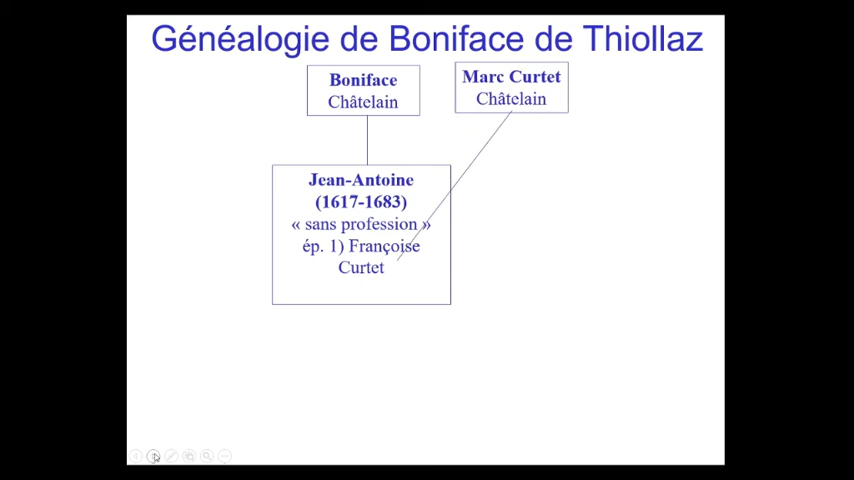 Généalogie de Boniface de Thiollaz
Boniface
Châtelain
Marc Curtet
Châtelain
Jean-Antoine
(1617-1683)
« sans profession »
ép. 1) Françoise
Curtet